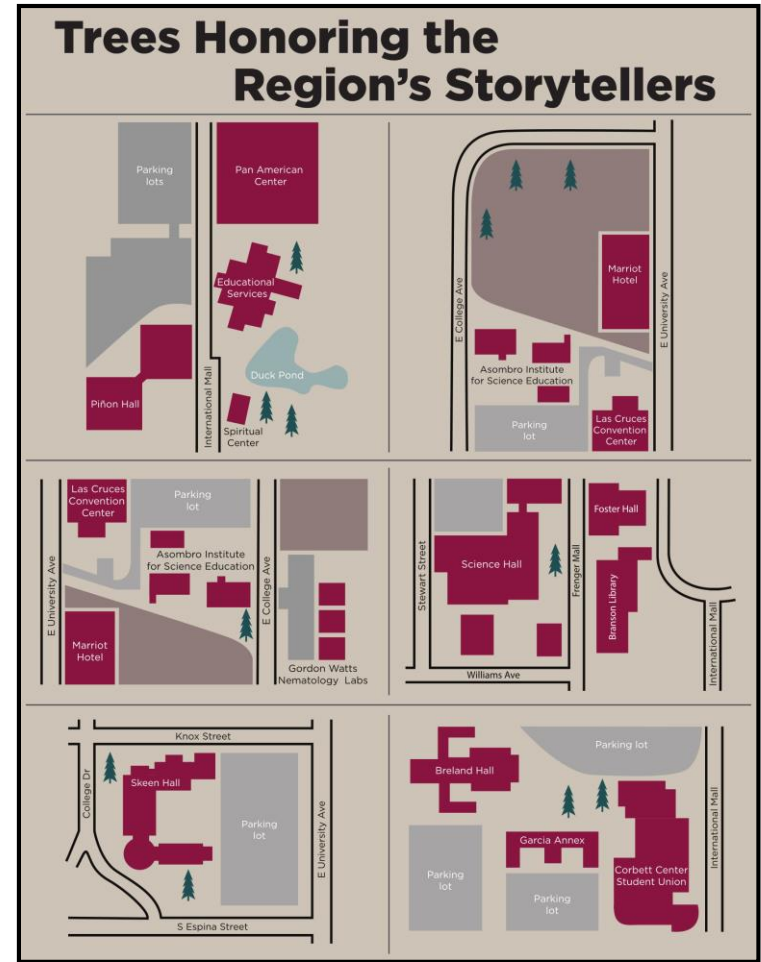 Trees Honoring the
Region's Storytellers
Parking
lots
Pan American
Center
Educational
Services
Duck Pond
Piñon Hall
International Mall
Spiritual
Center
E College Ave
Marriot
Hotel
E University Ave
Asombro Institute
for Science Education
Parking
lot
Las Cruces
Convention
Center
Las Cruces
Convention
Center
Parking
lot
E University Ave
Asombro Institute
for Science Education
E College Ave
Marriot
Hotel
Gordon Watts
Nematology Labs
Stewart Street
Science Hall
Frenger Mall
Foster Hall
Branson Library
International Mall
Williams Ave
Knox Street
College Dr
Skeen Hall
Parking
lot
E University Ave
S Espina Street
Parking lot
Breland Hall
International Mall
Garcia Annex
Parking
lot
Parking
lot
Corbett Center
Student Union